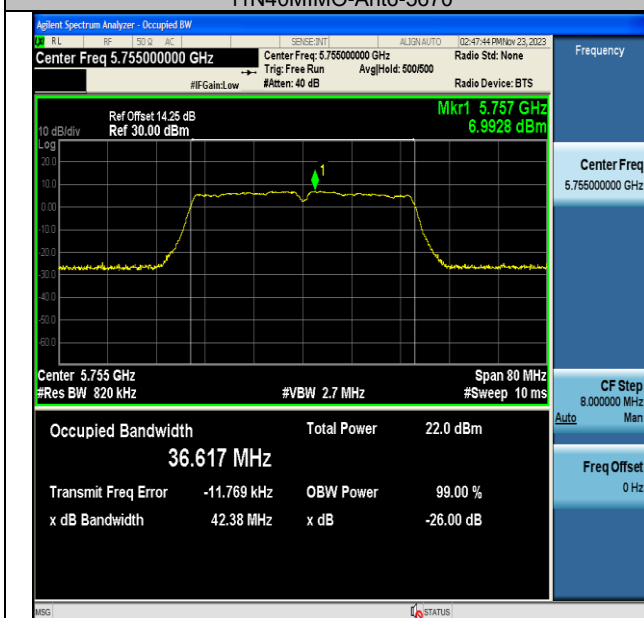 Agilent Spectrum Analyzer - Occupied BW
RL RF 50 Ω AC SENSE:INT ALIGN AUTO 02:47:44 PM Nov 23, 2023
Center Freq 5.755000000 GHz
Center Freq: 5.755000000 GHz
Radio Std: None
Trig: Free Run Avg|Hold: 500/500
#IFGain:Low #Atten: 40 dB Radio Device: BTS
Ref Offset 14.25 dB
10 dB/div Ref 30.00 dBm
Mkr1 5.757 GHz
6.9928 dBm
Log
20.0
10.0
0.00
-10.0
-20.0
-30.0
-40.0
-50.0
-60.0
1
Center 5.755 GHz Span 80 MHz
#Res BW 820 kHz #VBW 2.7 MHz #Sweep 10 ms
Occupied Bandwidth Total Power 22.0 dBm
36.617 MHz
Transmit Freq Error -11.769 kHz OBW Power 99.00 %
x dB Bandwidth 42.38 MHz x dB -26.00 dB
MSG STATUS
Frequency
Center Freq
5.755000000 GHz
CF Step
8.000000 MHz
Auto Man
Freq Offset
0 Hz